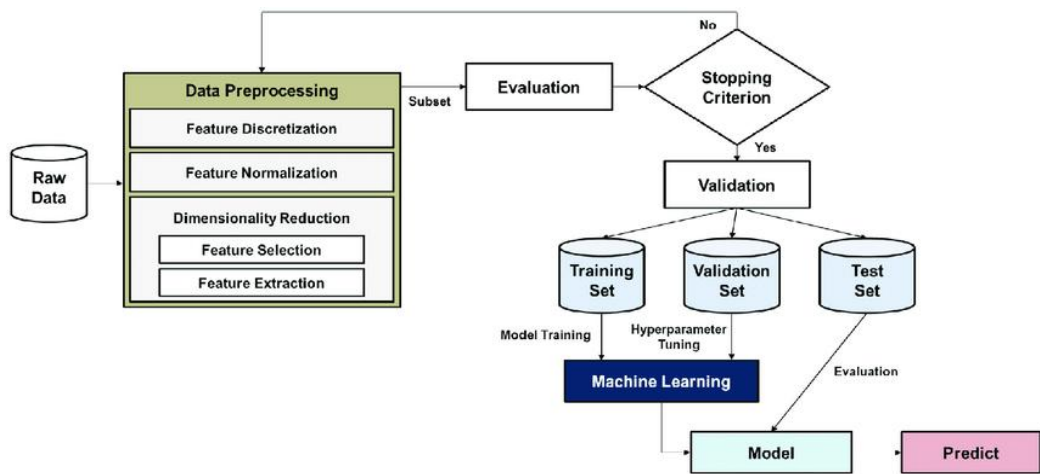 No
Data Preprocessing
Subset
Evaluation
Stopping
Criterion
Feature Discretization
Raw
Data
Feature Normalization
Yes
Validation
Dimensionality Reduction
Feature Selection
Feature Extraction
Training
Set
Validation
Set
Test
Set
Model Training
Hyperparameter
Tuning
Evaluation
Machine Learning
Model
Predict